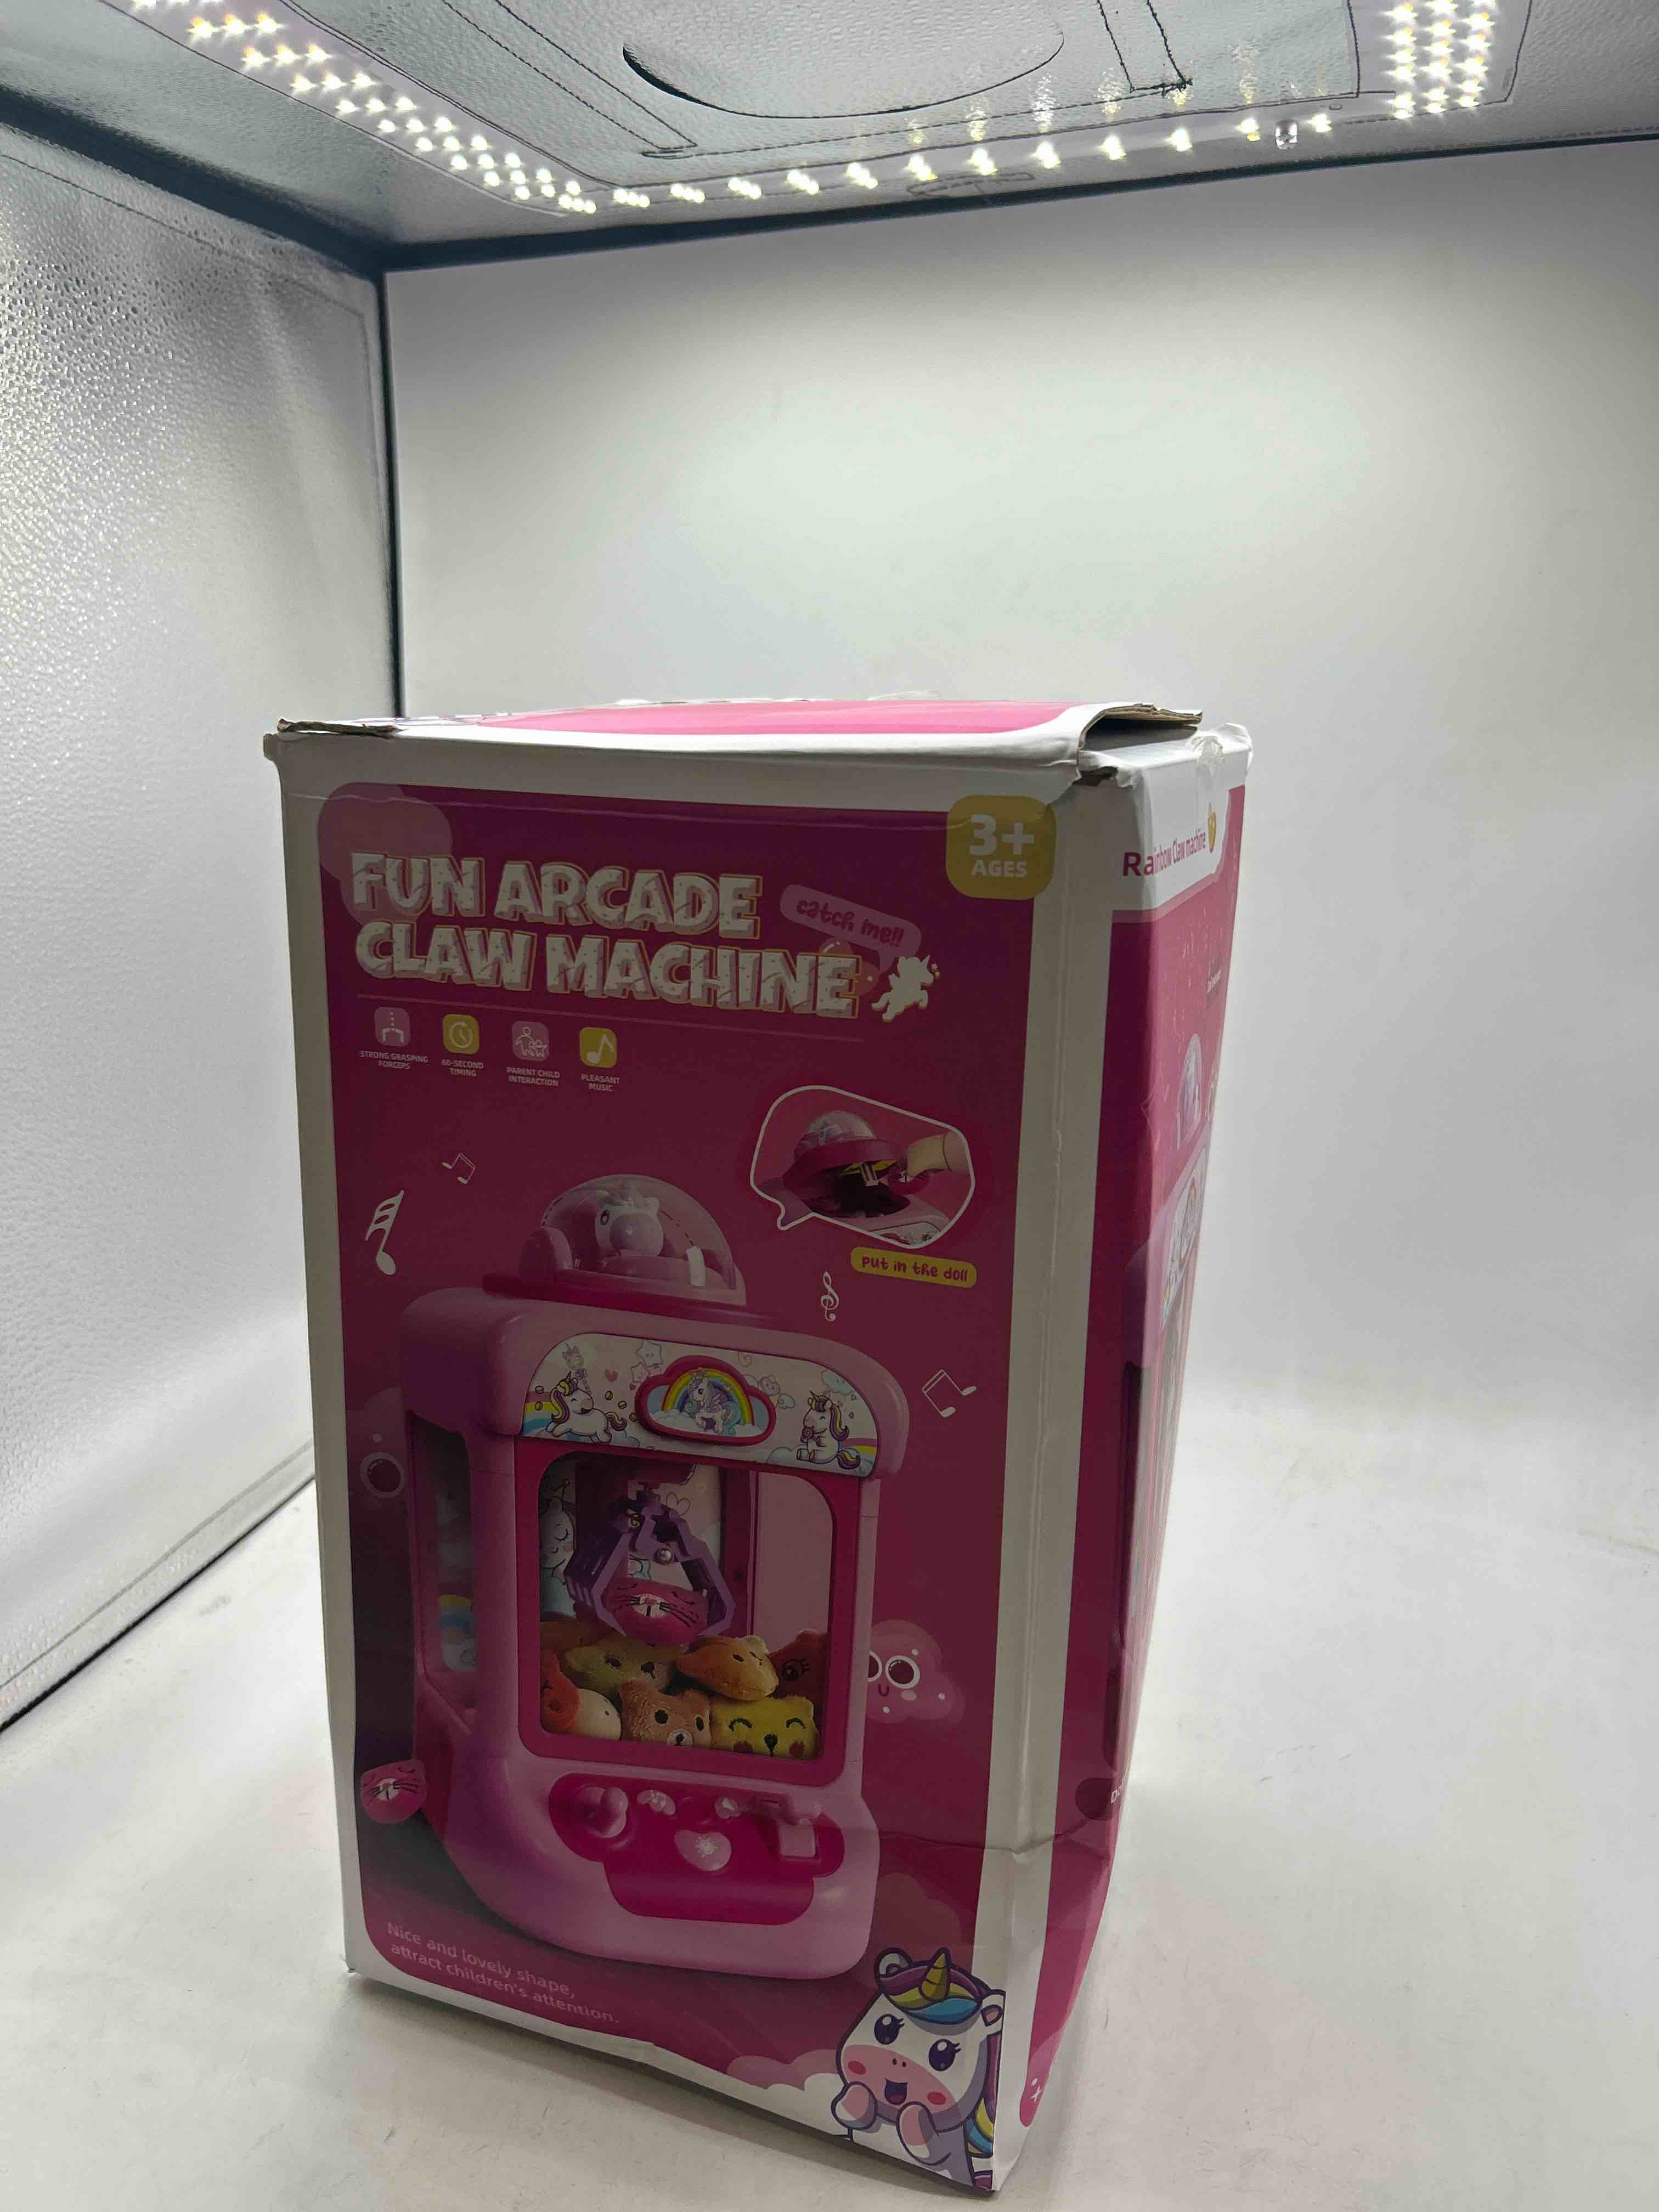 3+
AGES
FUN ARCADE
CLAW MACHINE
catch me!!
STRONG GRASPING
FORCEPS
60-SECOND
TIMING
PARENT CHILD
INTERACTION
PLEASANT
MUSIC
put in the doll
Nice and lovely shape,
attract children's attention.
Rainbow Claw machine